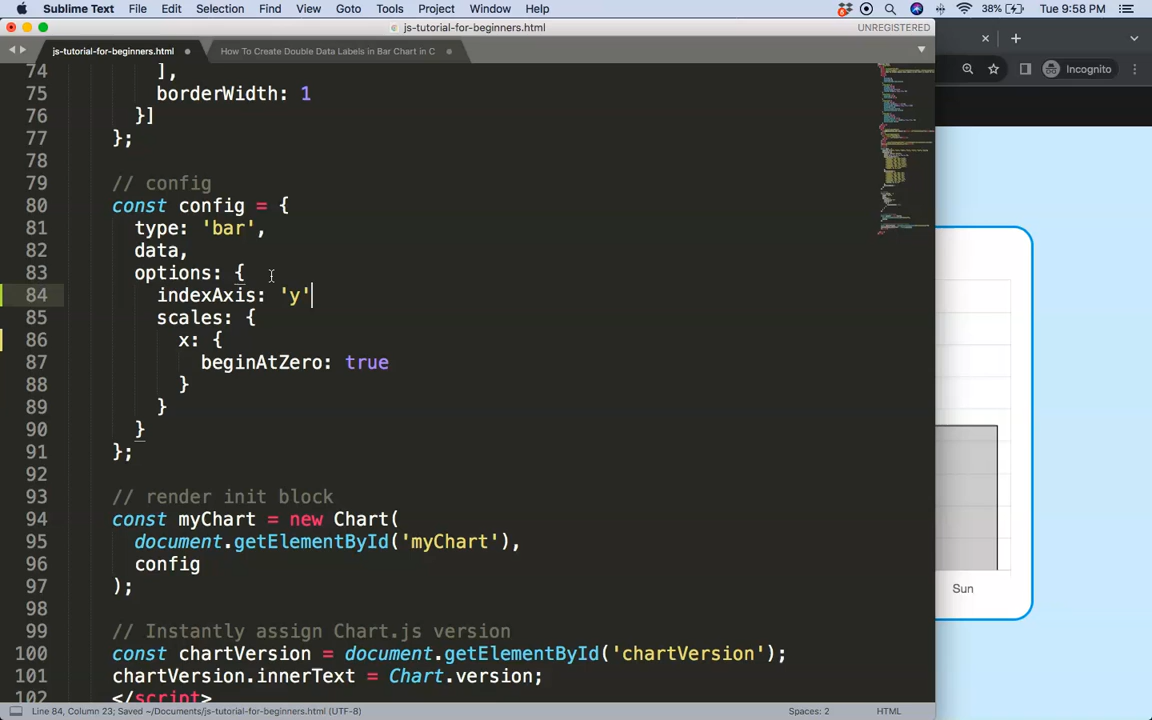 Sublime Text File Edit Selection Find View Goto Tools Project Window Help 38% Tue 9:58 PM
js-tutorial-for-beginners.html UNREGISTERED
js-tutorial-for-beginners.html How To Create Double Data Labels in Bar Chart in C
Incognito
74 ],
75 borderWidth: 1
76 }]
77 };
78
79 // config
80 const config = {
81 type: 'bar',
82 data,
83 options: {
84 indexAxis: 'y'
85 scales: {
86 x: {
87 beginAtZero: true
88 }
89 }
90 }
91 };
92
93 // render init block
94 const myChart = new Chart(
95 document.getElementById('myChart'),
96 config
97 );
98
99 // Instantly assign Chart.js version
100 const chartVersion = document.getElementById('chartVersion');
101 chartVersion.innerText = Chart.version;
102 </script>
Sun
Line 84, Column 23; Saved ~/Documents/js-tutorial-for-beginners.html (UTF-8) Spaces: 2 HTML